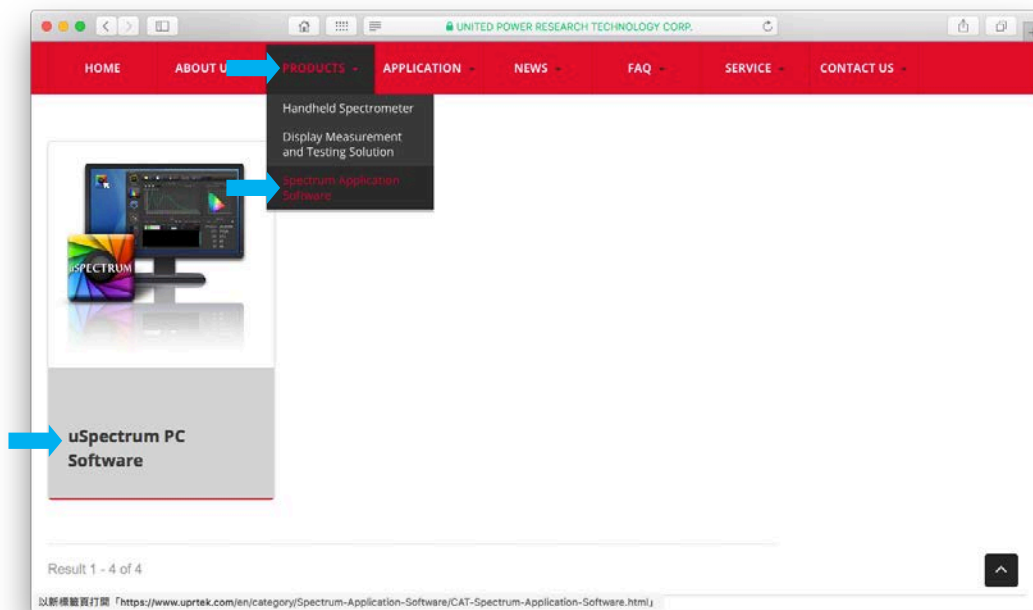 UNITED POWER RESEARCH TECHNOLOGY CORP.
HOME ABOUT U PRODUCTS APPLICATION NEWS FAQ SERVICE CONTACT US
Handheld Spectrometer
Display Measurement
and Testing Solution
Spectrum Application
Software
uSPECTRUM
uSpectrum PC
Software
Result 1 - 4 of 4
以新標籤頁打開「https://www.uprtek.com/en/category/Spectrum-Application-Software/CAT-Spectrum-Application-Software.html」